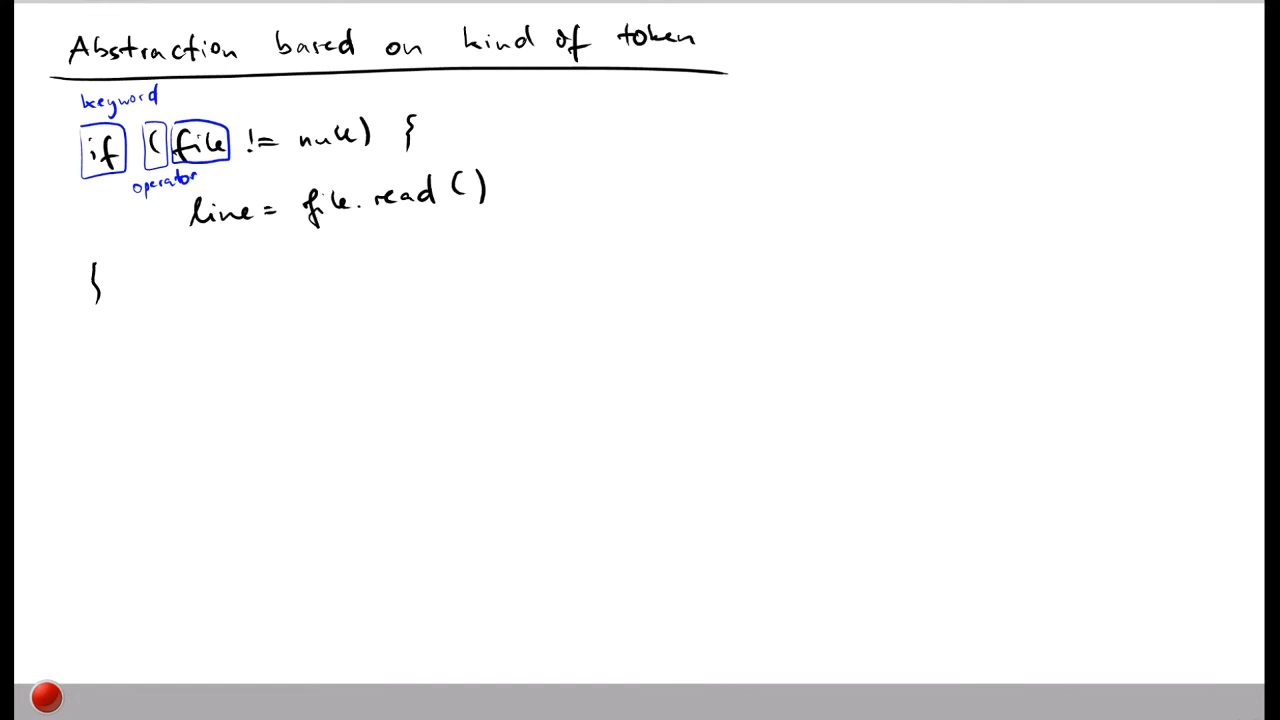 Abstraction based on kind of token
keyword
if (file != null) {
operator
line = file.read()
}